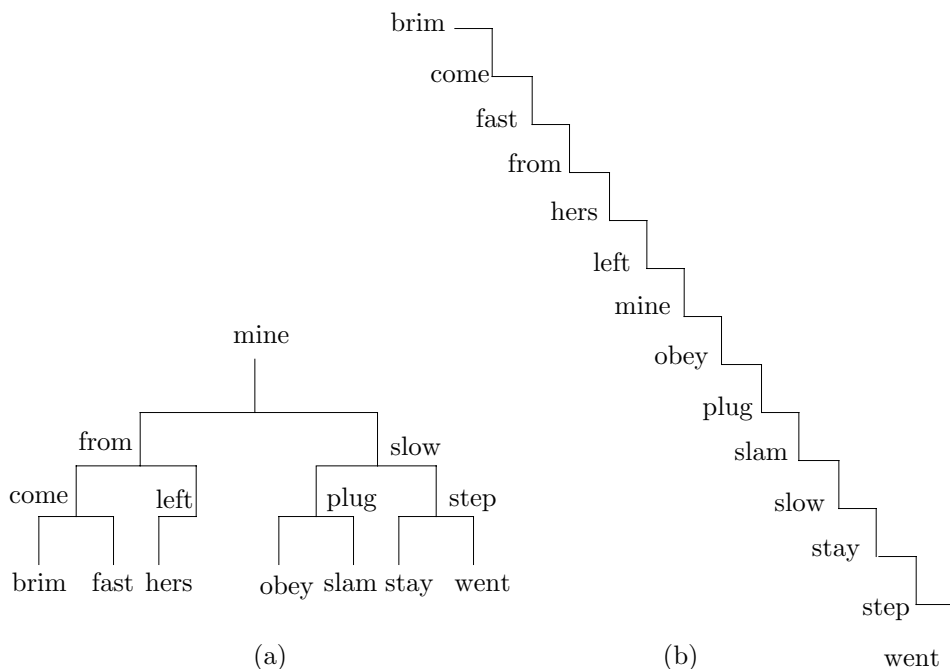 brim
come
fast
from
hers
left
mine
obey
plug
slam
slow
stay
step
went
(b)
mine
from slow
come left plug step
brim fast hers obey slam stay went
(a)